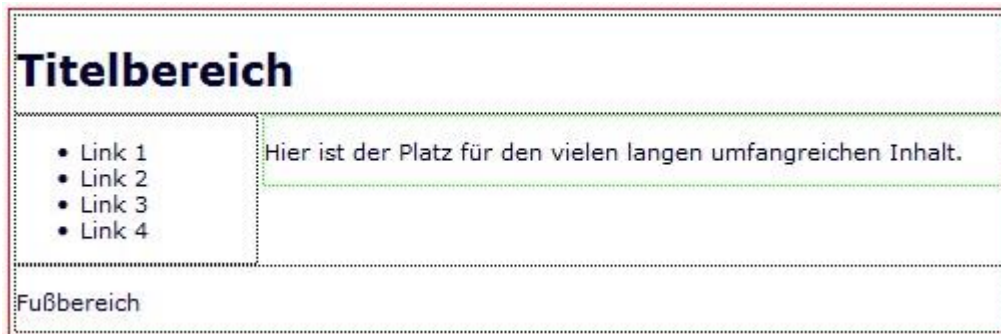 Titelbereich
• Link 1
• Link 2
• Link 3
• Link 4
Hier ist der Platz für den vielen langen umfangreichen Inhalt.
Fußbereich